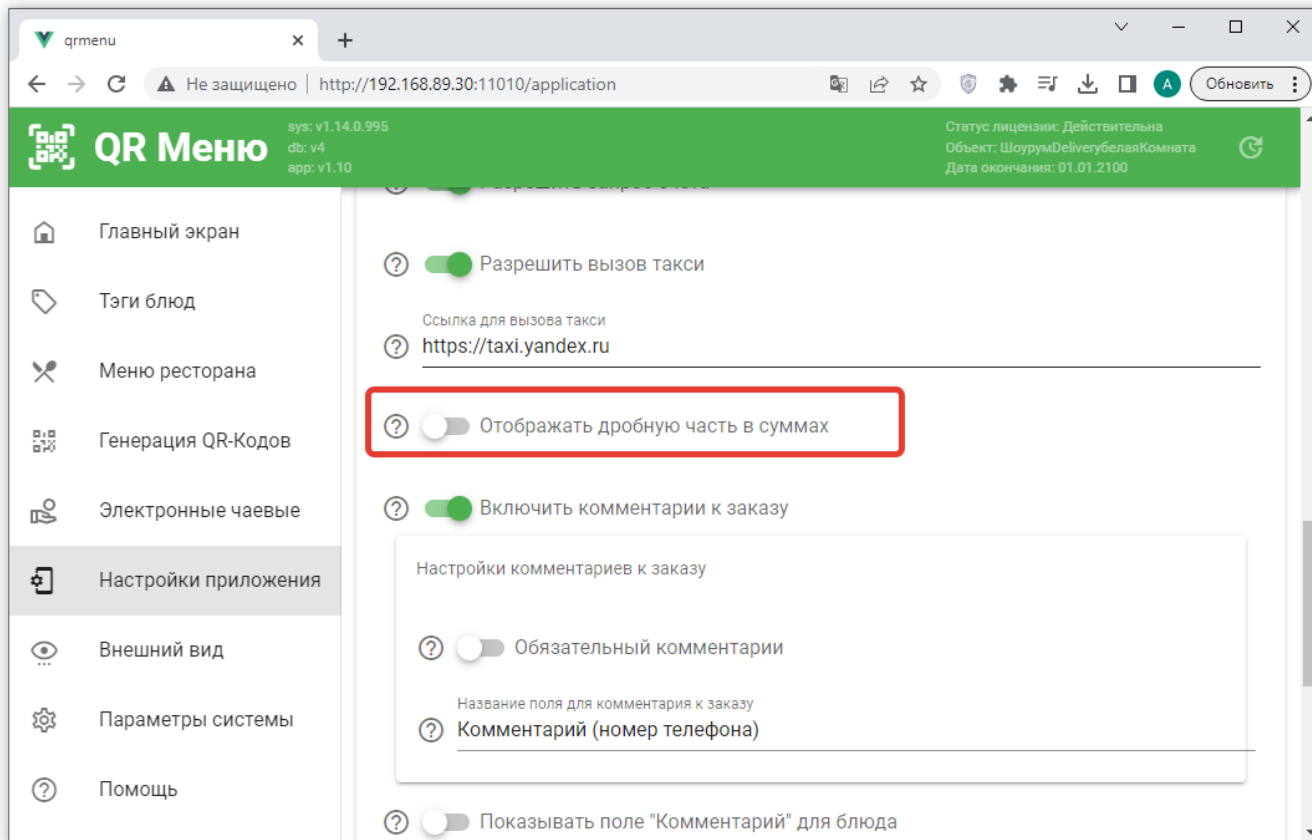 qrmenu
Не защищено
http://192.168.89.30:11010/application
А
Обновить
QR Меню
sys: v1.14.0.995
db: v4
app: v1.10
Статус лицензии: Действительна
Объект: ШоурумDeliveryбелаяКомната
Дата окончания: 01.01.2100
Главный экран
Тэги блюд
Меню ресторана
Генерация QR-Кодов
Электронные чаевые
Настройки приложения
Внешний вид
Параметры системы
Помощь
Разрешить вызов такси
Ссылка для вызова такси
https://taxi.yandex.ru
Отображать дробную часть в суммах
Включить комментарии к заказу
Настройки комментариев к заказу
Обязательный комментарии
Название поля для комментария к заказу
Комментарий (номер телефона)
Показывать поле "Комментарий" для блюда